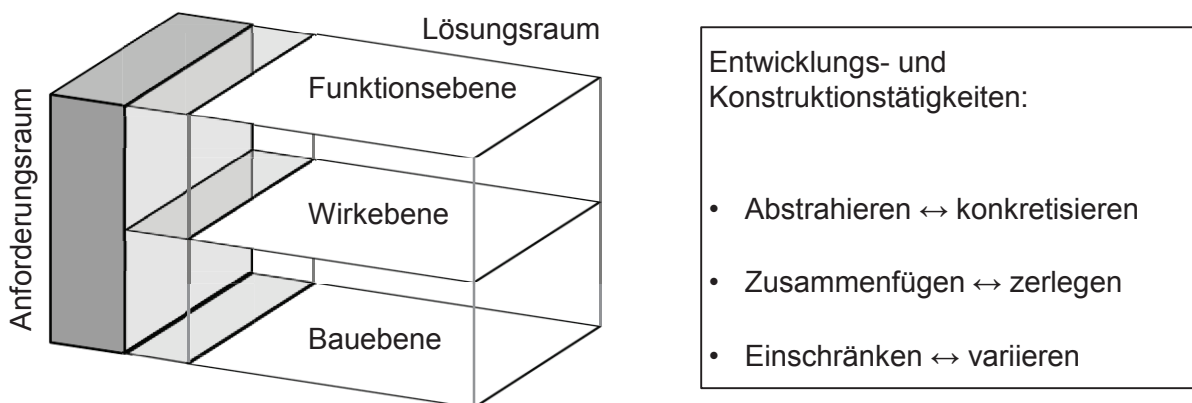 Lösungsraum
Funktionsebene
Wirkebene
Bauebene
Anforderungsraum
Entwicklungs- und
Konstruktionstätigkeiten:
• Abstrahieren ↔ konkretisieren
• Zusammenfügen ↔ zerlegen
• Einschränken ↔ variieren